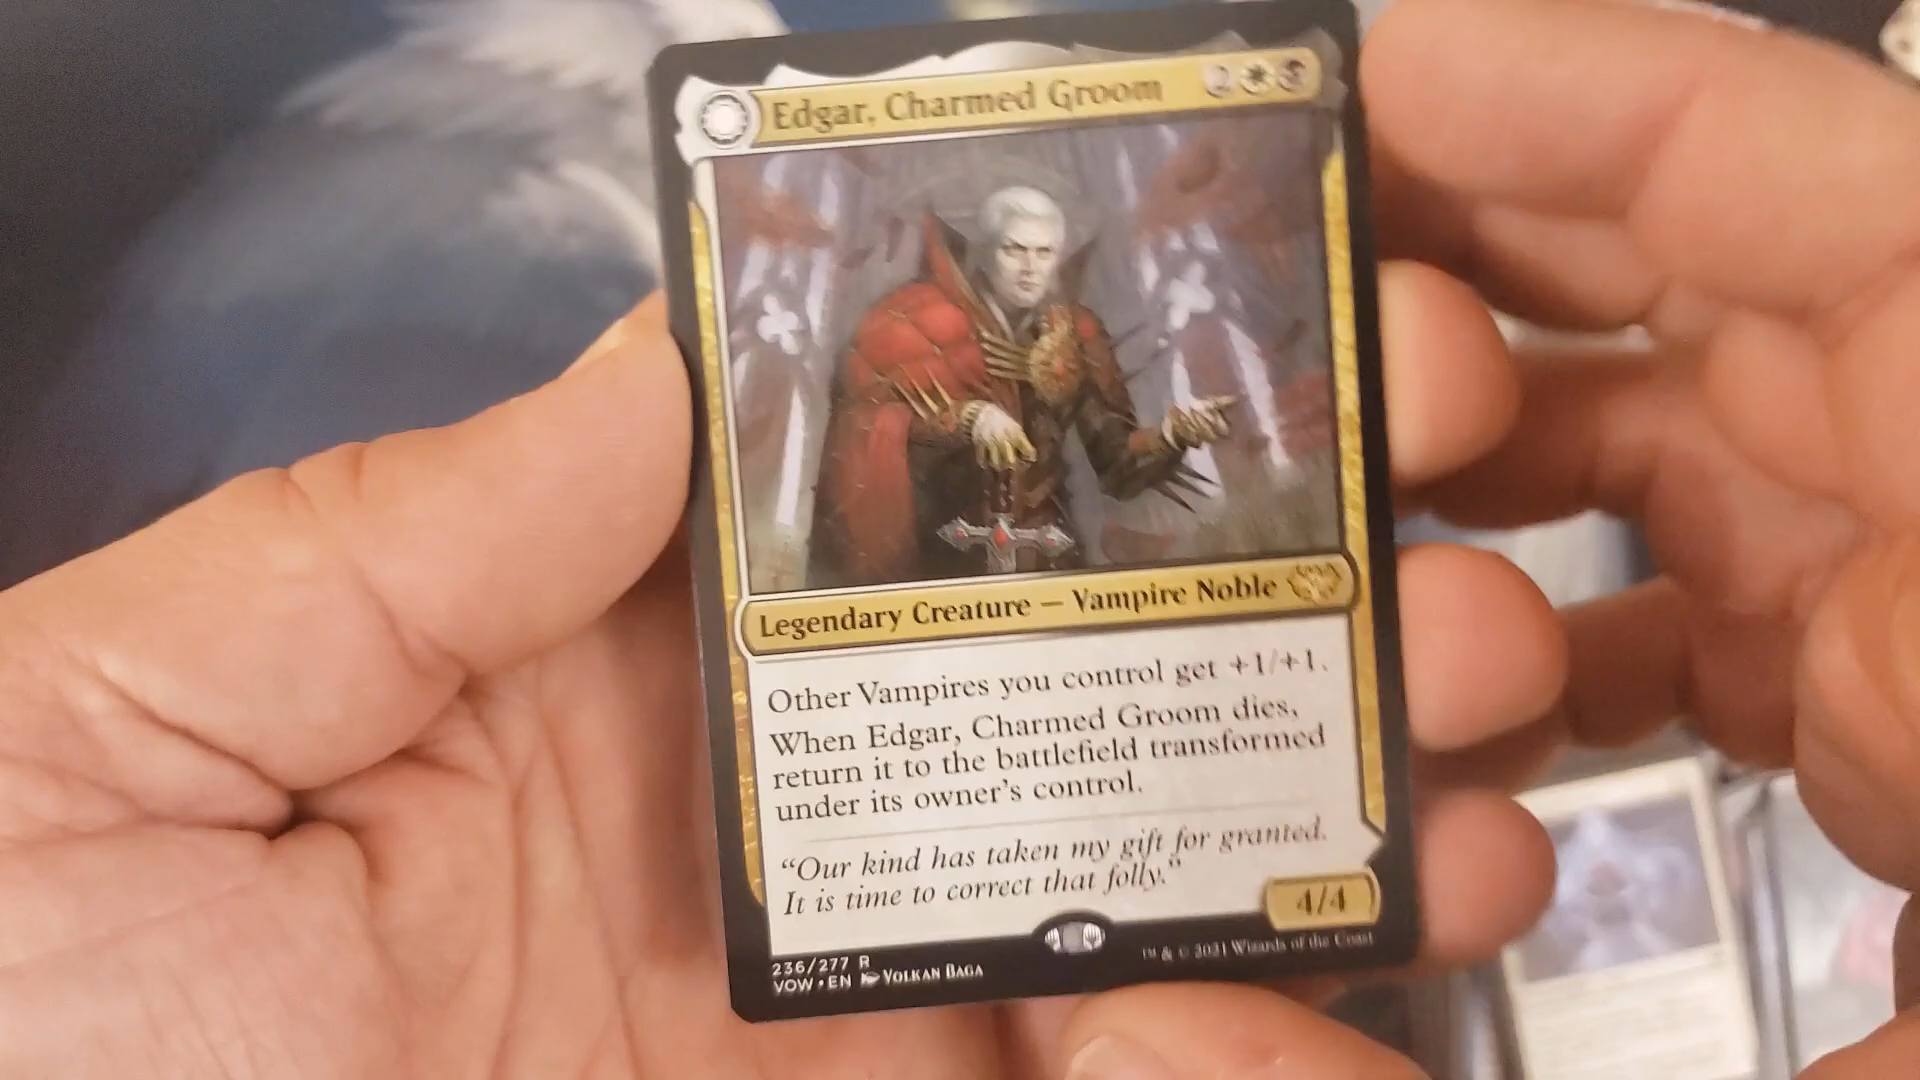 Edgar, Charmed Groom 2
Legendary Creature — Vampire Noble
Other Vampires you control get +1/+1.
When Edgar, Charmed Groom dies,
return it to the battlefield transformed
under its owner's control.
“Our kind has taken my gift for granted.
It is time to correct that folly.”
4/4
236/277 R
VOW • EN Volkan Baga
™ & © 2021 Wizards of the Coast